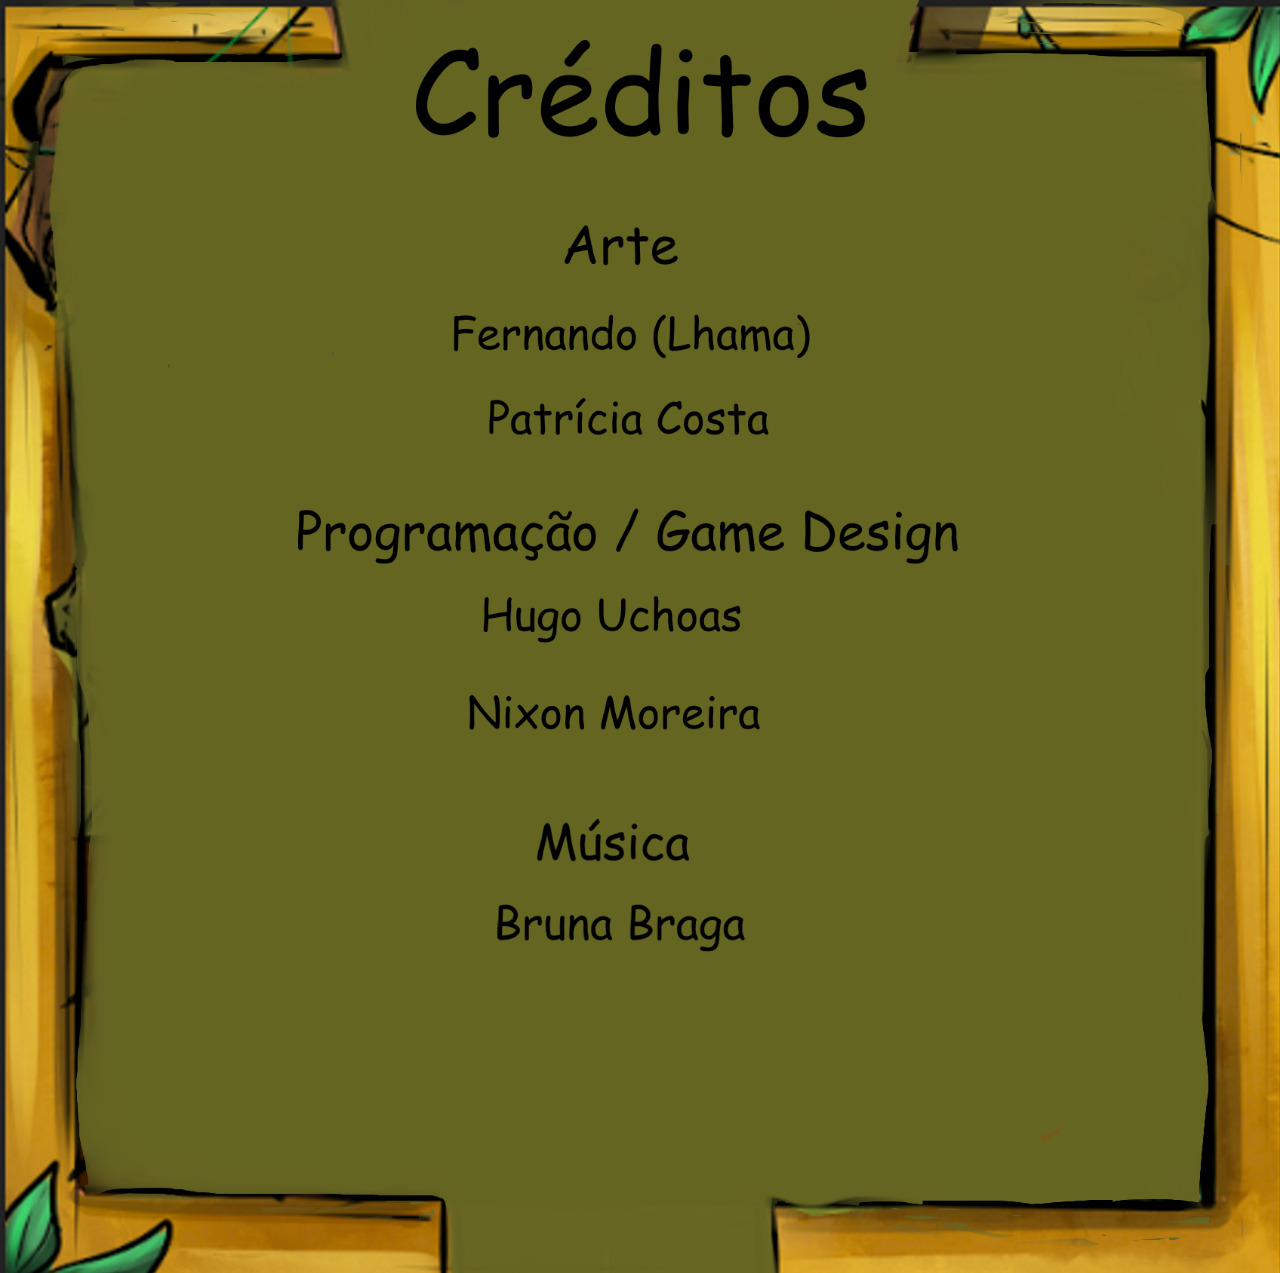 Créditos
Arte
Fernando (Lhama)
Patrícia Costa
Programação / Game Design
Hugo Uchoas
Nixon Moreira
Música
Bruna Braga